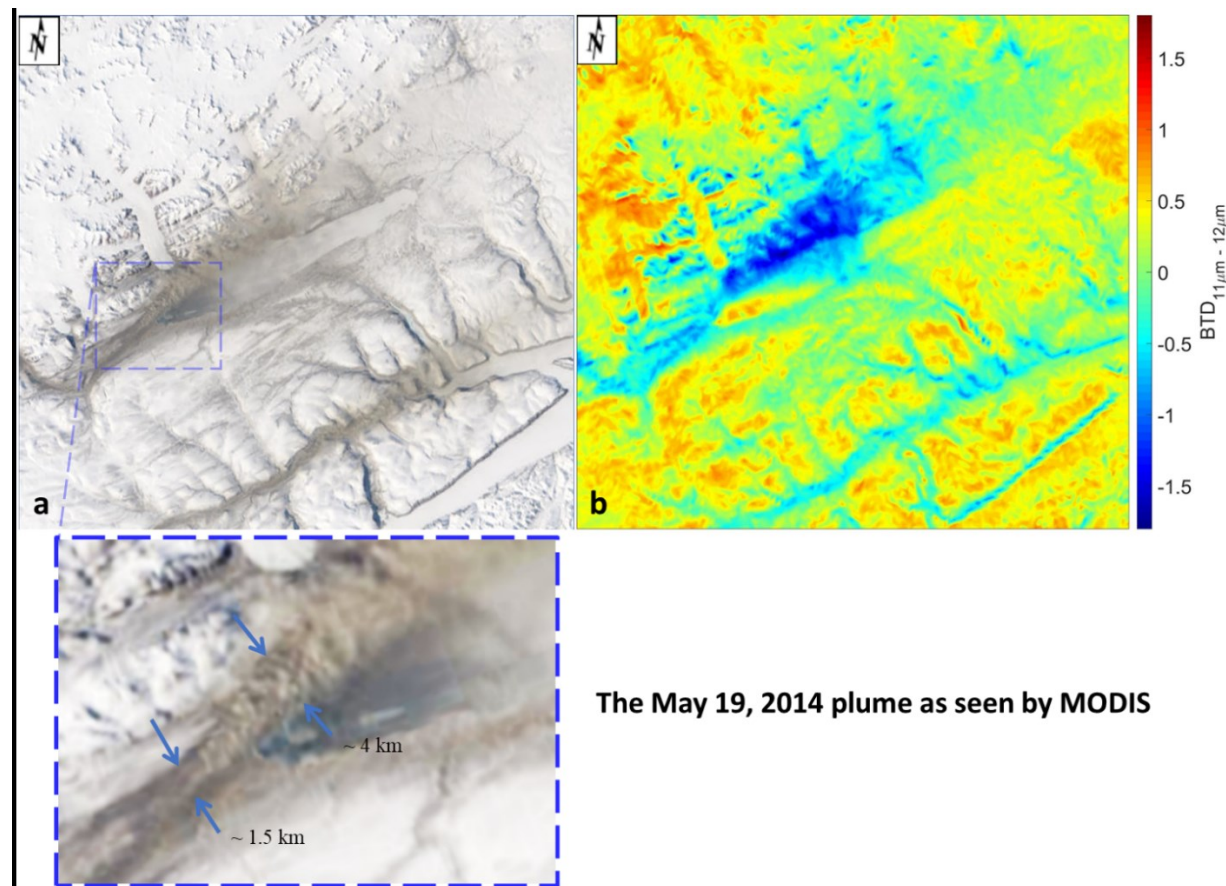 N
N
a
b
1.5
1
0.5
0
-0.5
-1
-1.5
BTD11μm - 12μm
~ 4 km
~ 1.5 km
The May 19, 2014 plume as seen by MODIS